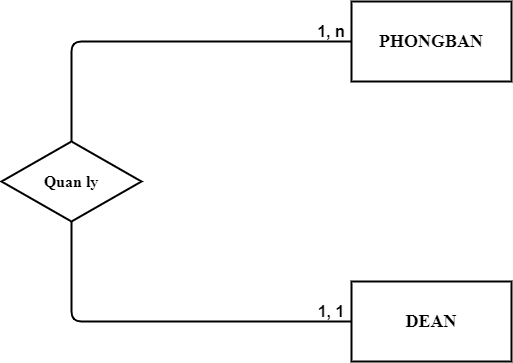 1, n
PHONGBAN
Quan ly
1, 1
DEAN